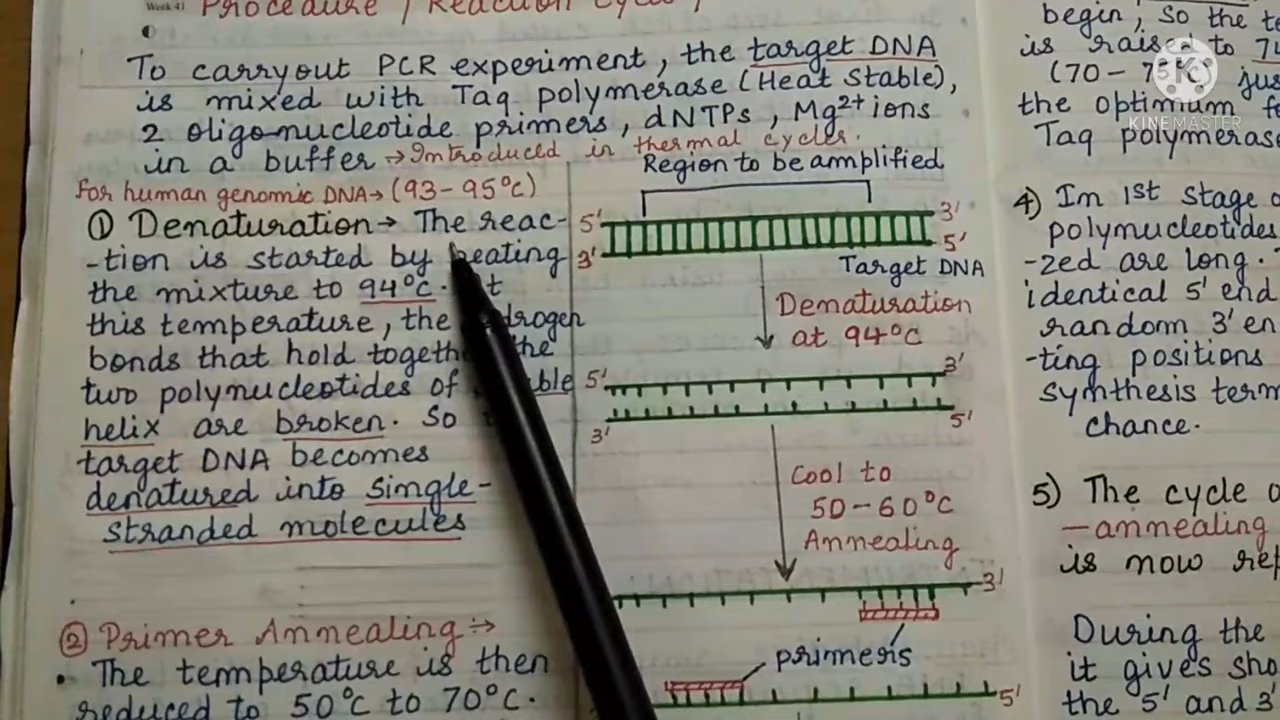 Week 41
Procedure / Reaction Cycle /
To carryout PCR experiment, the target DNA
is mixed with Taq polymerase (Heat Stable),
2 oligonucleotide primers, dNTPs, Mg2+ ions
in a buffer → Introduced in thermal cycler.
For human genomic DNA → (93-95°C)
① Denaturation → The reac-
-tion is started by heating
the mixture to 94°C.
this temperature, the
bonds that hold together the
two polynucleotides of
helix are broken. So
target DNA becomes
denatured into single-
stranded molecules
② Primer Annealing :→
• The temperature is then
reduced to 50°C to 70°C.
Region to be amplified
5' 3'
3' 5'
Target DNA
Denaturation
at 94°C
5' 3'
3' 5'
Cool to
50-60°C
Annealing
3'
primers
5'
begin, so the
is raised to
the optimum
Taq
4) In 1st stage
polynucleotides
-zed are long.
identical 5' end
random 3'
-ting positions
synthesis
chance.
5) The cycle
-annealing
is now
During the
it gives
the 5' and 3'
KINEMASTER